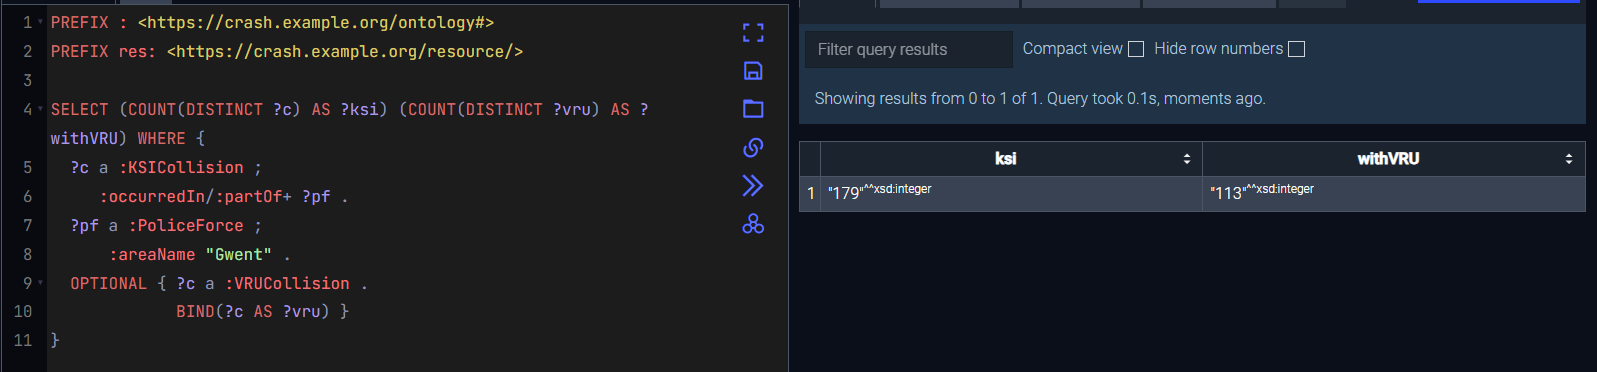 1 PREFIX : <https://crash.example.org/ontology#>
2 PREFIX res: <https://crash.example.org/resource/>
3
4 SELECT (COUNT(DISTINCT ?c) AS ?ksi) (COUNT(DISTINCT ?vru) AS ?
withVRU) WHERE {
5 ?c a :KSICollision ;
6 :occurredIn/:partOf+ ?pf .
7 ?pf a :PoliceForce ;
8 :areaName "Gwent" .
9 OPTIONAL { ?c a :VRUCollision .
10 BIND(?c AS ?vru) }
11 }
Filter query results Compact view Hide row numbers
Showing results from 0 to 1 of 1. Query took 0.1s, moments ago.
ksi withVRU
1 "179"^^xsd:integer "113"^^xsd:integer